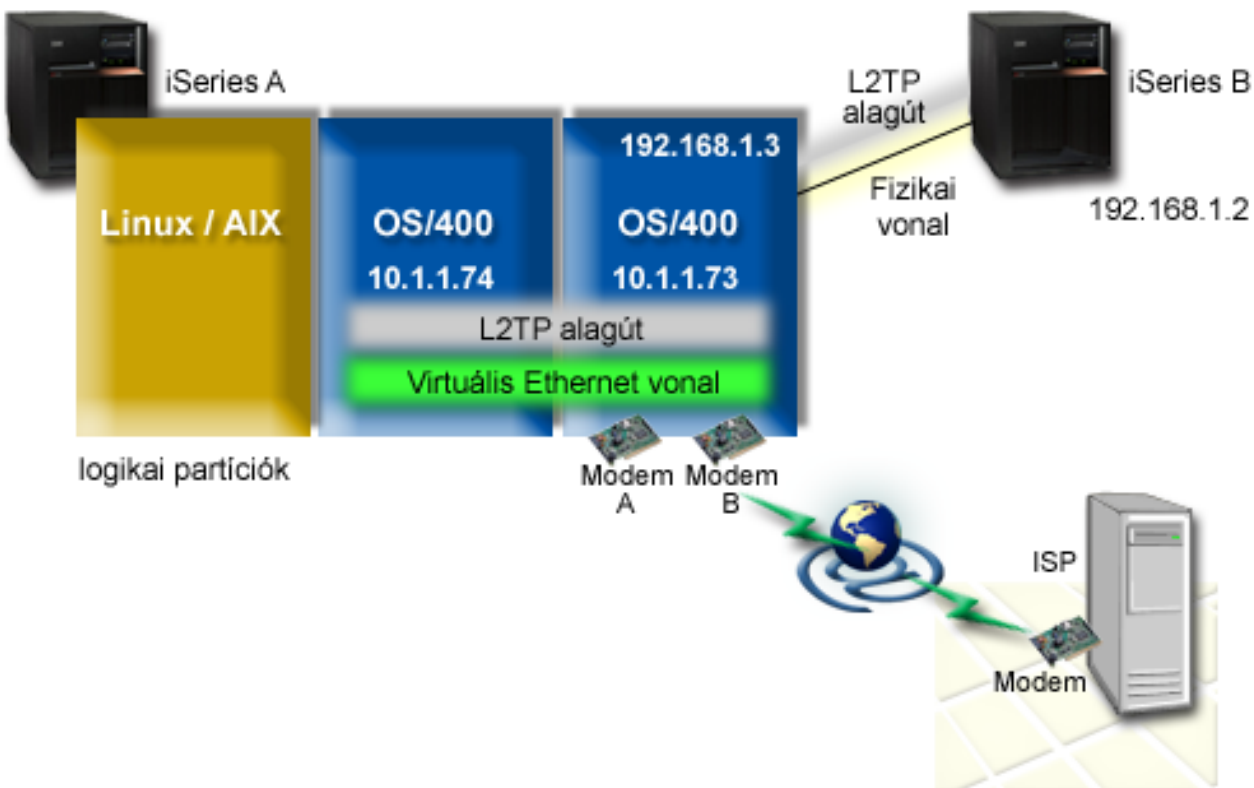 iSeries A
L2TP
alagút
iSeries B
192.168.1.3
Fizikai
vonal
192.168.1.2
Linux / AIX
OS/400
OS/400
10.1.1.74
10.1.1.73
L2TP alagút
Virtuális Ethernet vonal
logikai partíciók
Modem
A
Modem
B
ISP
Modem